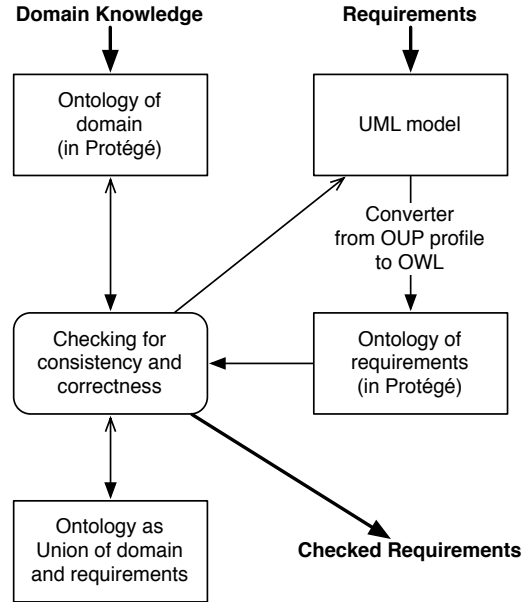 Domain Knowledge
Requirements
Ontology of
domain
(in Protégé)
UML model
Converter
from OUP profile
to OWL
Checking for
consistency and
correctness
Ontology of
requirements
(in Protégé)
Ontology as
Union of domain
and requirements
Checked Requirements